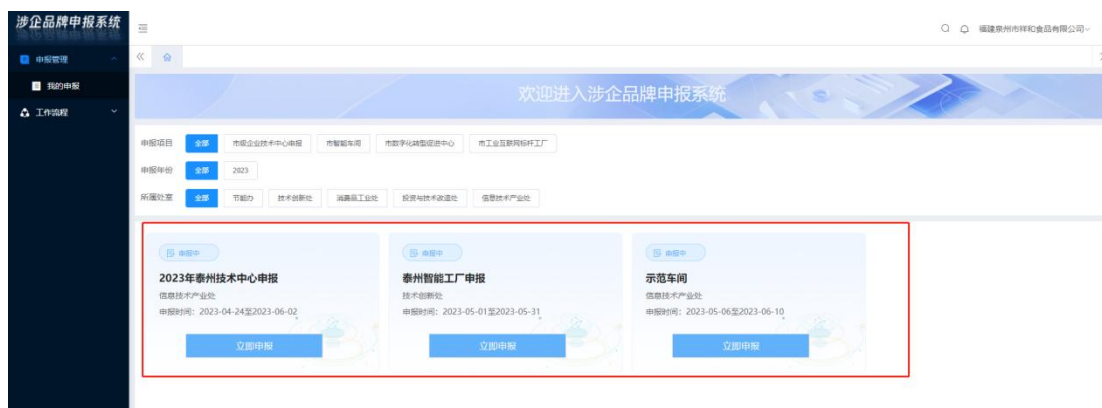 涉企品牌申报系统
福建泉州市祥和食品有限公司
申报管理
我的申报
工作流程
欢迎进入涉企品牌申报系统
申报项目 全部 市级企业技术中心申报 市智能车间 市数字化转型促进中心 市工业互联网标杆工厂
申报年份 全部 2023
所属处室 全部 节能办 技术创新处 消费品工业处 投资与技术改造处 信息技术产业处
申报中 申报中 申报中
2023年泰州技术中心申报 泰州智能工厂申报 示范车间
信息技术产业处 技术创新处 信息技术产业处
申报时间：2023-04-24至2023-06-02 申报时间：2023-05-01至2023-05-31 申报时间：2023-05-06至2023-06-10
立即申报 立即申报 立即申报